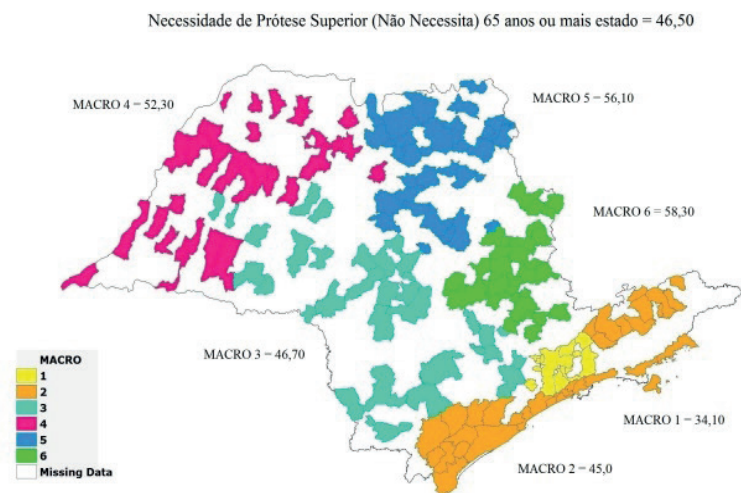 Necessidade de Prótese Superior (Não Necessita) 65 anos ou mais estado = 46,50
MACRO 4 = 52,30
MACRO 5 = 56,10
MACRO 6 = 58,30
MACRO 3 = 46,70
MACRO 1 = 34,10
MACRO 2 = 45,0
MACRO
1
2
3
4
5
6
Missing Data